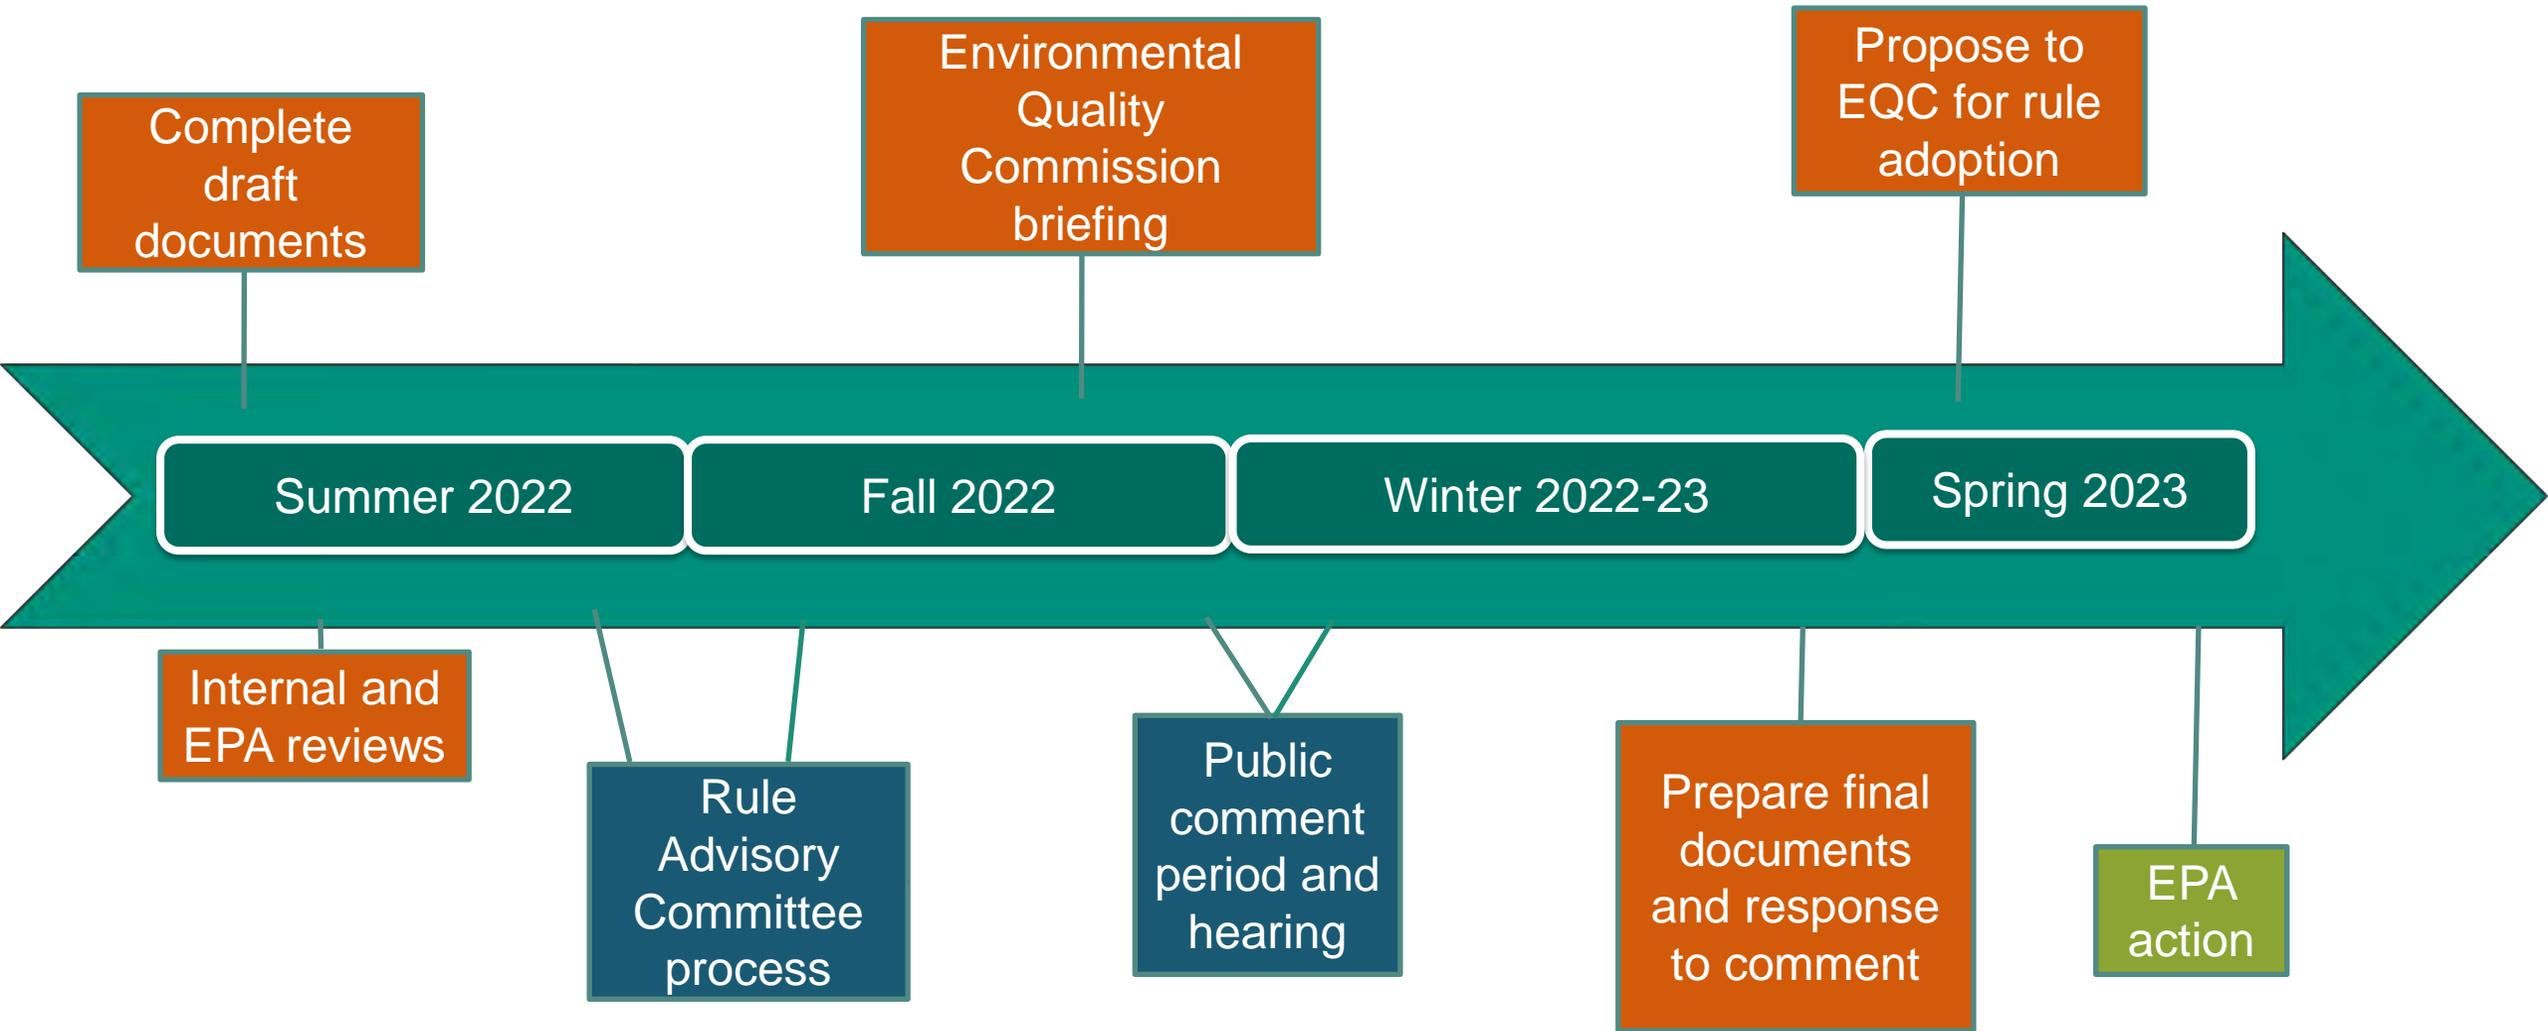 Complete
draft
documents
Environmental
Quality
Commission
briefing
Propose to
EQC for rule
adoption
Summer 2022
Fall 2022
Winter 2022-23
Spring 2023
Internal and
EPA reviews
Rule
Advisory
Committee
process
Public
comment
period and
hearing
Prepare final
documents
and response
to comment
EPA
action